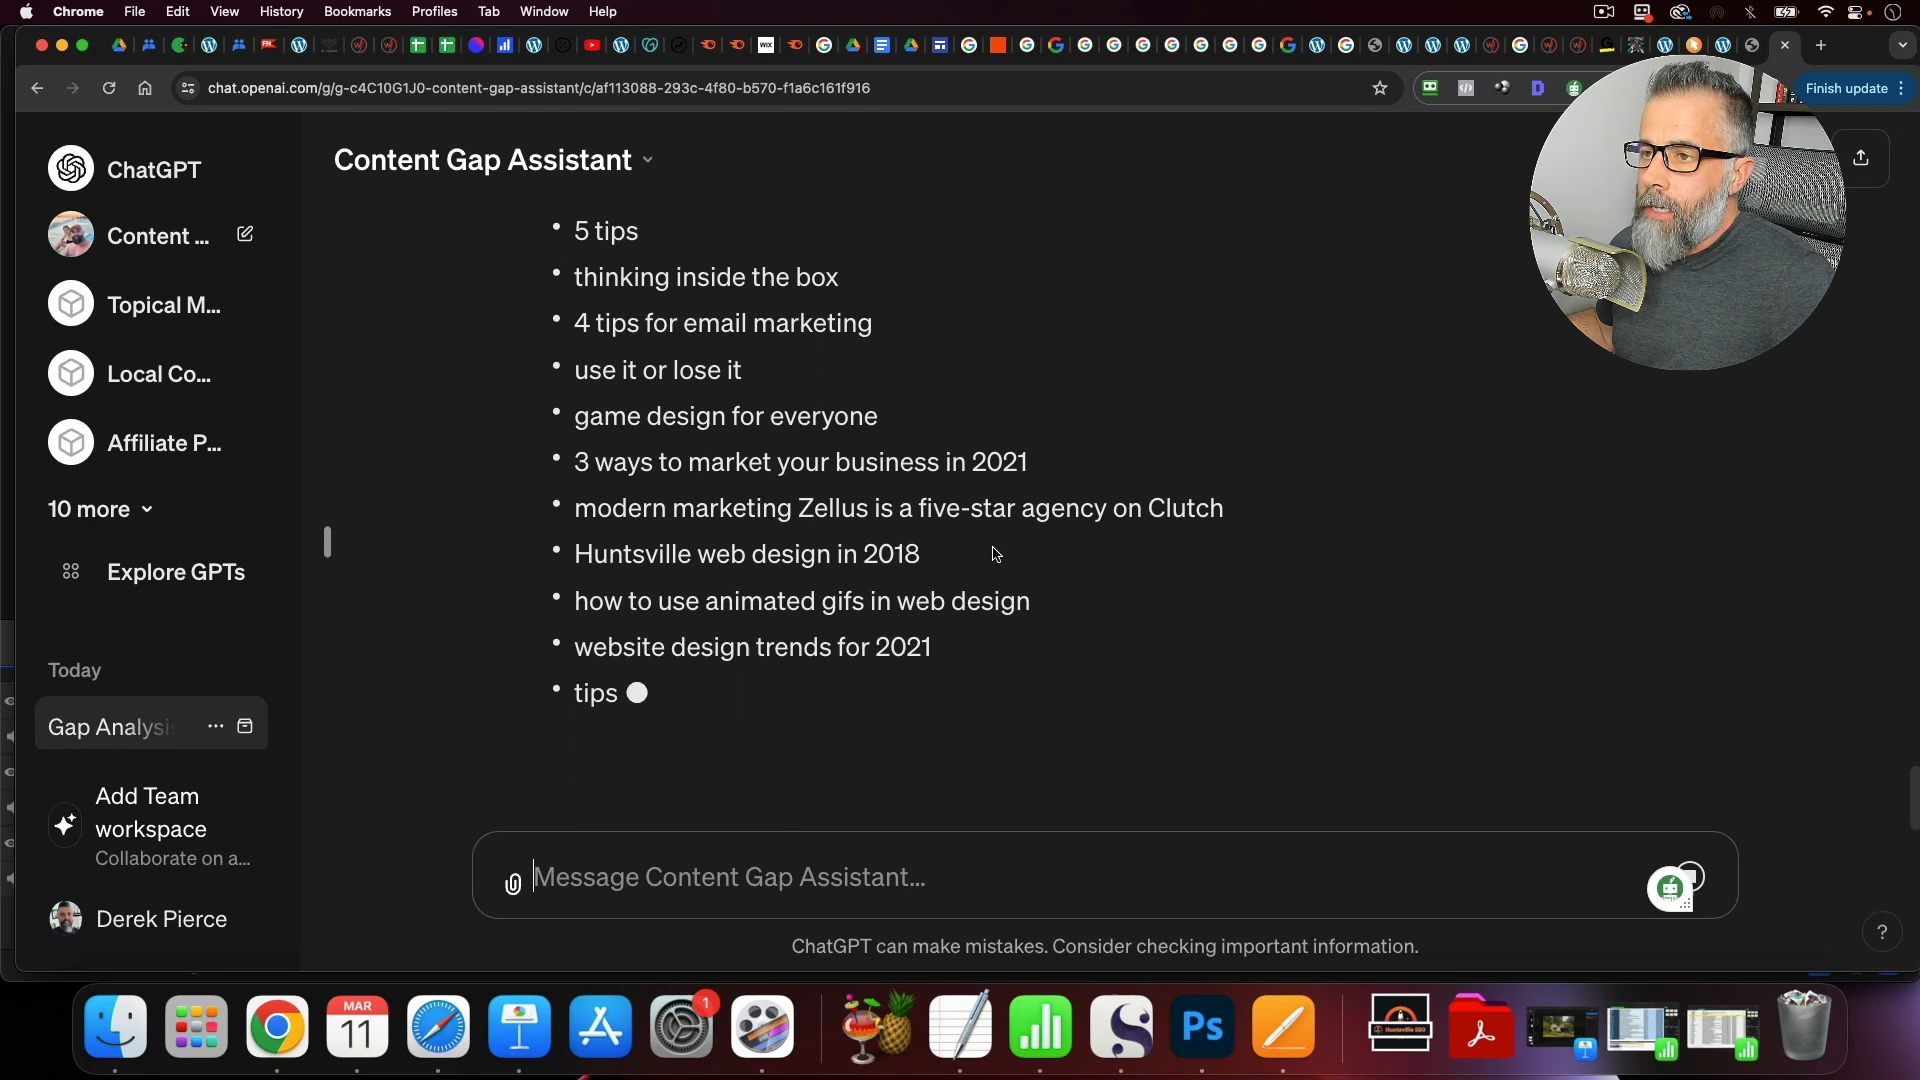 Chrome File Edit View History Bookmarks Profiles Tab Window Help
chat.openai.com/g/g-c4C10G1J0-content-gap-assistant/c/af113088-293c-4f80-b570-f1a6c161f916
Finish update
ChatGPT
Content ...
Topical M...
Local Co...
Affiliate P...
10 more
Explore GPTs
Today
Gap Analysi
Add Team
workspace
Collaborate on a...
Derek Pierce
Content Gap Assistant
• 5 tips
• thinking inside the box
• 4 tips for email marketing
• use it or lose it
• game design for everyone
• 3 ways to market your business in 2021
• modern marketing Zellus is a five-star agency on Clutch
• Huntsville web design in 2018
• how to use animated gifs in web design
• website design trends for 2021
• tips
Message Content Gap Assistant...
ChatGPT can make mistakes. Consider checking important information.
?
MAR
11
1
Ps